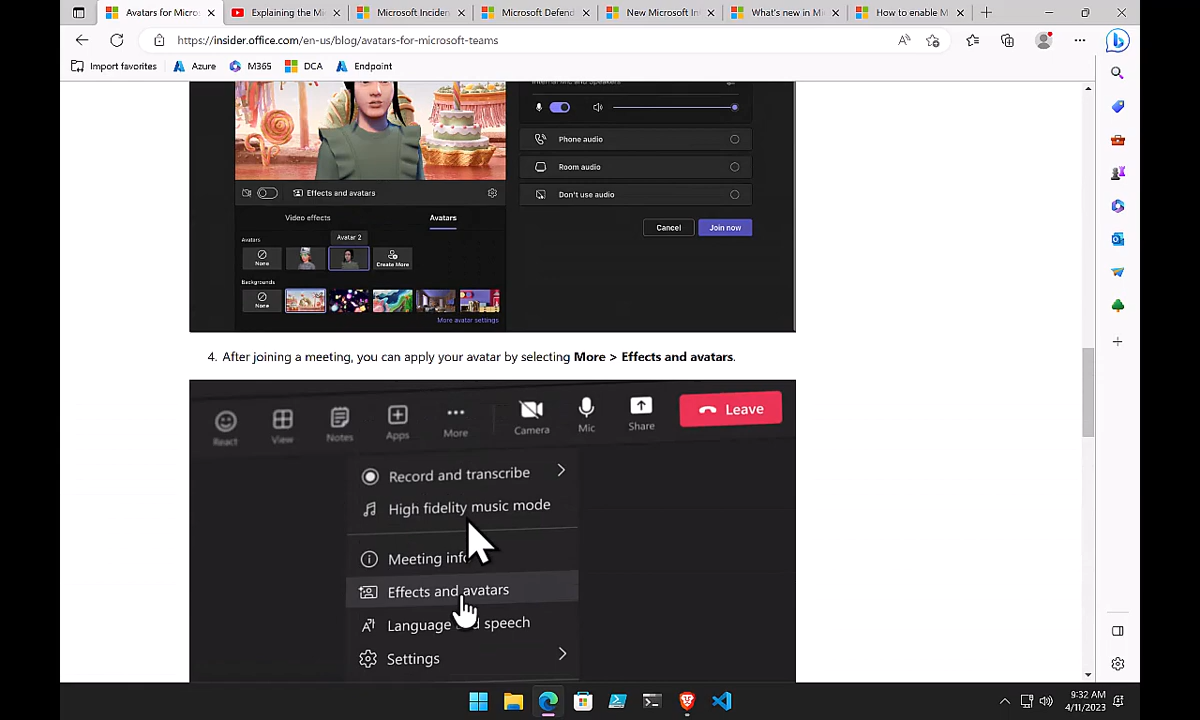 Avatars for Micros
Explaining the Mi
Microsoft Inciden
Microsoft Defend
New Microsoft In
What's new in Mi
How to enable M
https://insider.office.com/en-us/blog/avatars-for-microsoft-teams
Import favorites
Azure
M365
DCA
Endpoint
Phone audio
Room audio
Effects and avatars
Don't use audio
Video effects
Avatars
Cancel
Join now
Avatar 2
Avatars
None
Create More
Backgrounds
None
More avatar settings
4. After joining a meeting, you can apply your avatar by selecting More > Effects and avatars.
React
View
Notes
Apps
More
Camera
Mic
Share
Leave
Record and transcribe
High fidelity music mode
Meeting info
Effects and avatars
Language speech
Settings
9:32 AM
4/11/2023